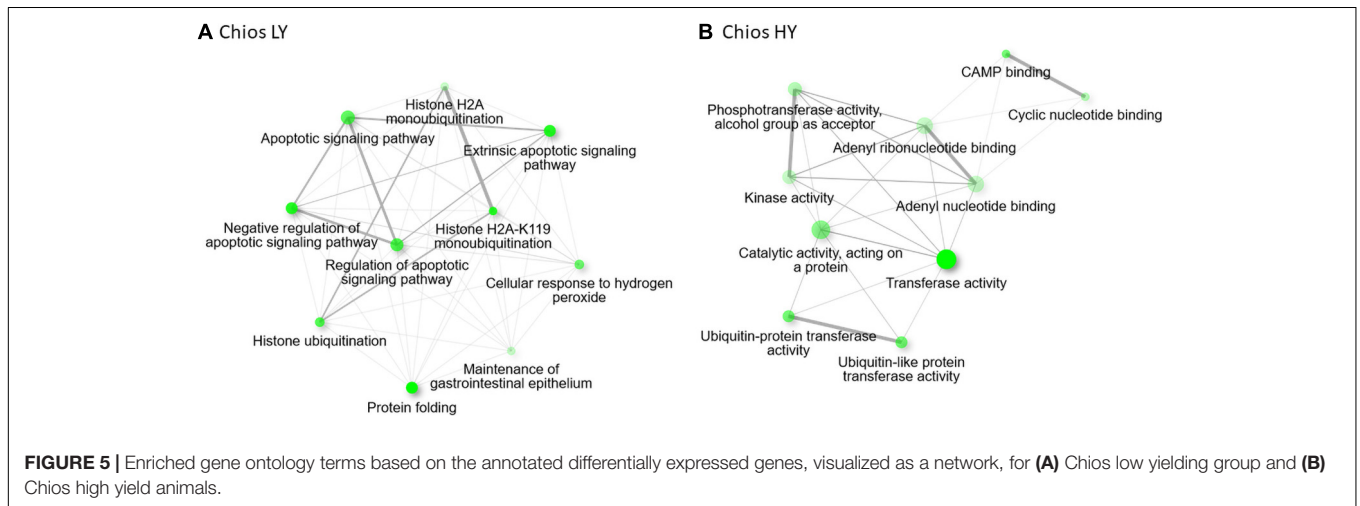 A Chios LY
Histone H2A
monoubiquitination
Apoptotic signaling pathway
Extrinsic apoptotic signaling
pathway
Negative regulation of
apoptotic signaling pathway
Histone H2A-K119
monoubiquitination
Regulation of apoptotic
signaling pathway
Cellular response to hydrogen
peroxide
Histone ubiquitination
Maintenance of
gastrointestinal epithelium
Protein folding
B Chios HY
CAMP binding
Cyclic nucleotide binding
Phosphotransferase activity,
alcohol group as acceptor
Adenyl ribonucleotide binding
Kinase activity
Adenyl nucleotide binding
Catalytic activity, acting on
a protein
Transferase activity
Ubiquitin-protein transferase
activity
Ubiquitin-like protein
transferase activity
FIGURE 5 | Enriched gene ontology terms based on the annotated differentially expressed genes, visualized as a network, for (A) Chios low yielding group and (B)
Chios high yield animals.